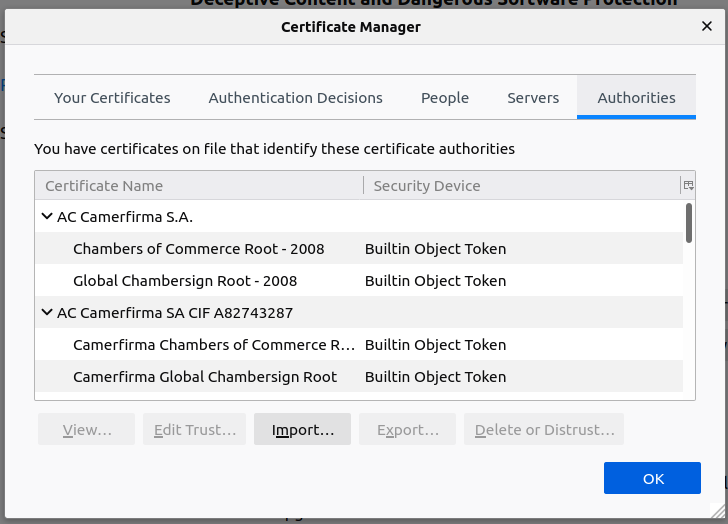 Deceptive Content and Dangerous Software Protection
Certificate Manager
Your Certificates
Authentication Decisions
People
Servers
Authorities
You have certificates on file that identify these certificate authorities
Certificate Name
Security Device
AC Camerfirma S.A.
Chambers of Commerce Root - 2008
Builtin Object Token
Global Chambersign Root - 2008
Builtin Object Token
AC Camerfirma SA CIF A82743287
Camerfirma Chambers of Commerce R…
Builtin Object Token
Camerfirma Global Chambersign Root
Builtin Object Token
View…
Edit Trust…
Import…
Export…
Delete or Distrust…
OK